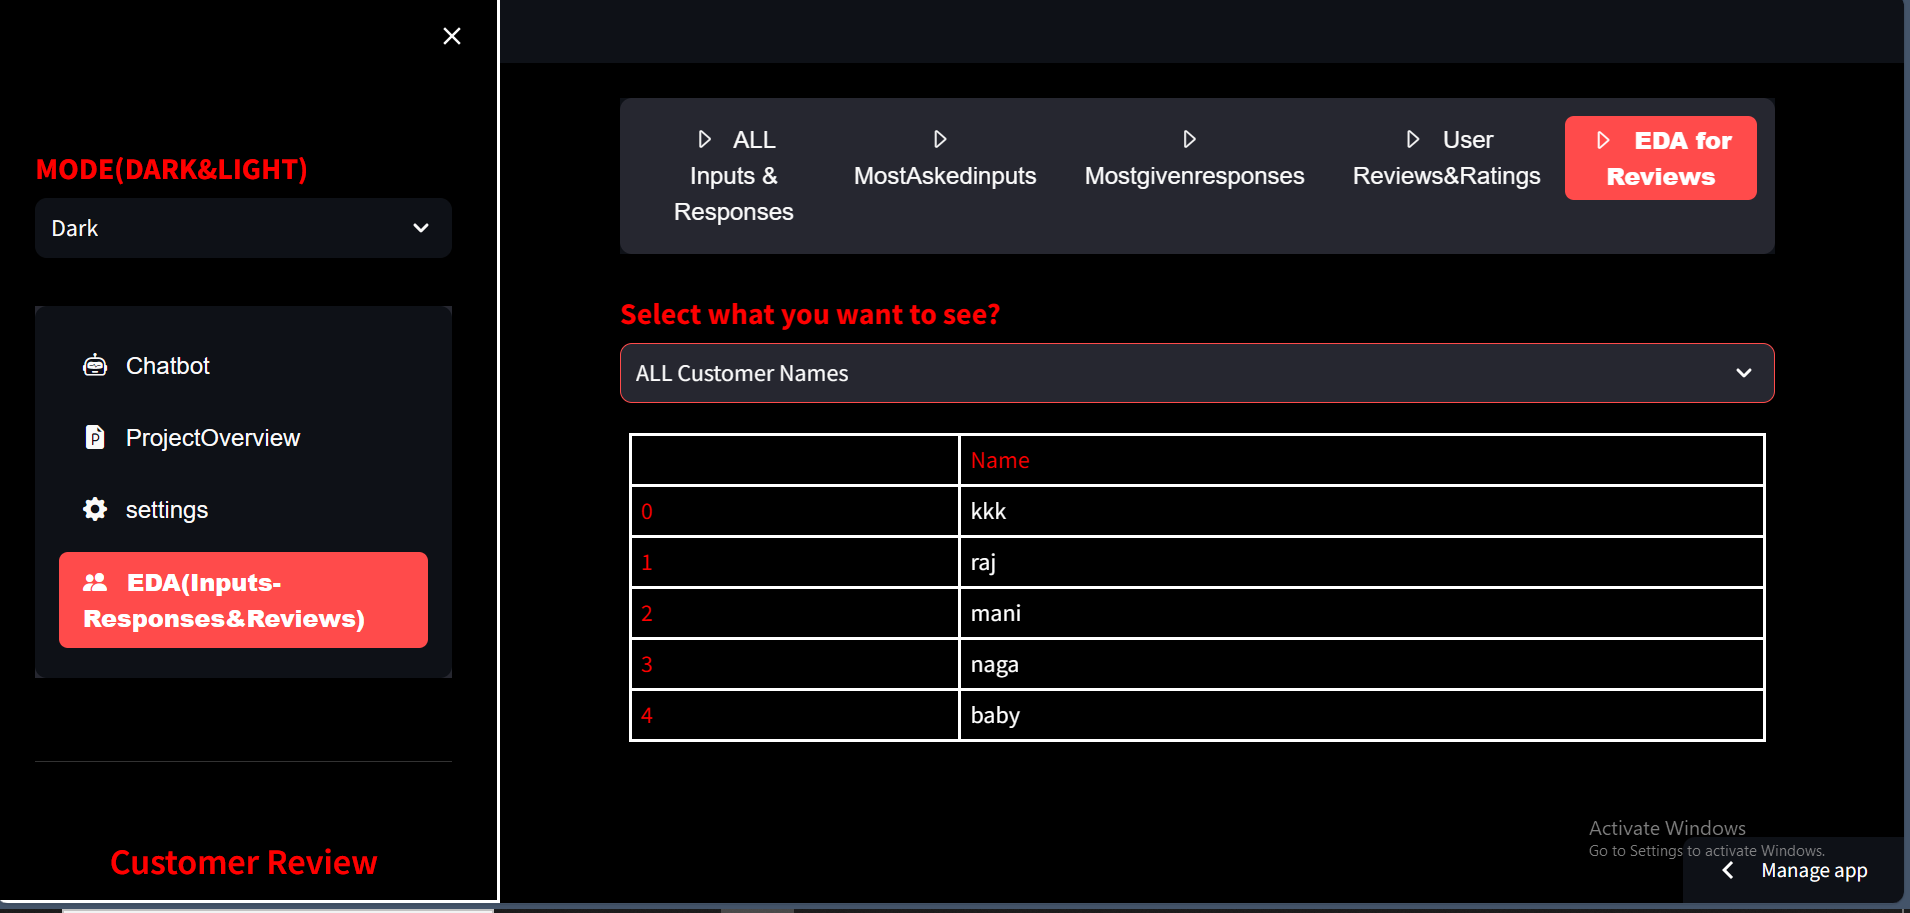 MODE(DARK&LIGHT)
Dark
Chatbot
ProjectOverview
settings
EDA(Inputs-
Responses&Reviews)
Customer Review
ALL
Inputs &
Responses
MostAskedinputs
Mostgivenresponses
User
Reviews&Ratings
EDA for
Reviews
Select what you want to see?
ALL Customer Names
Name
0 kkk
1 raj
2 mani
3 naga
4 baby
Activate Windows
Go to Settings to activate Windows.
Manage app